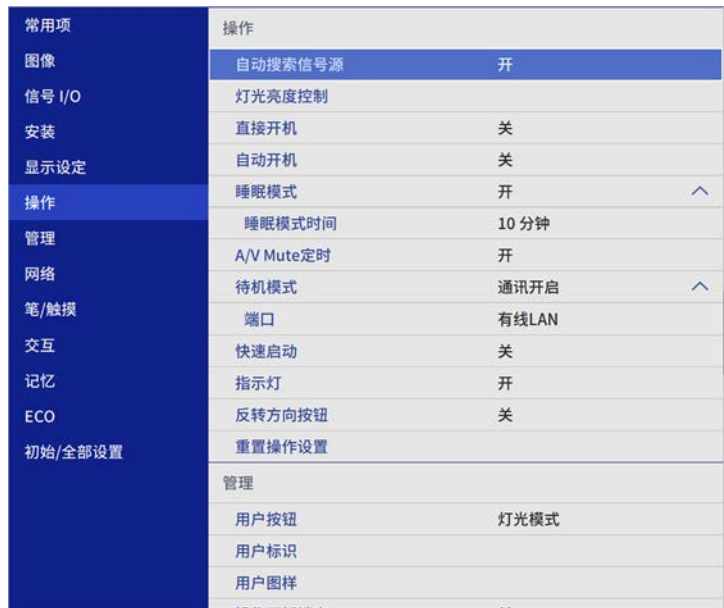 常用项
图像
信号 I/O
安装
显示设定
操作
管理
网络
笔/触摸
交互
记忆
ECO
初始/全部设置
操作
自动搜索信号源 开
灯光亮度控制
直接开机 关
自动开机 关
睡眠模式 开
睡眠模式时间 10 分钟
A/V Mute定时 开
待机模式 通讯开启
端口 有线LAN
快速启动 关
指示灯 开
反转方向按钮 关
重置操作设置
管理
用户按钮 灯光模式
用户标识
用户图样